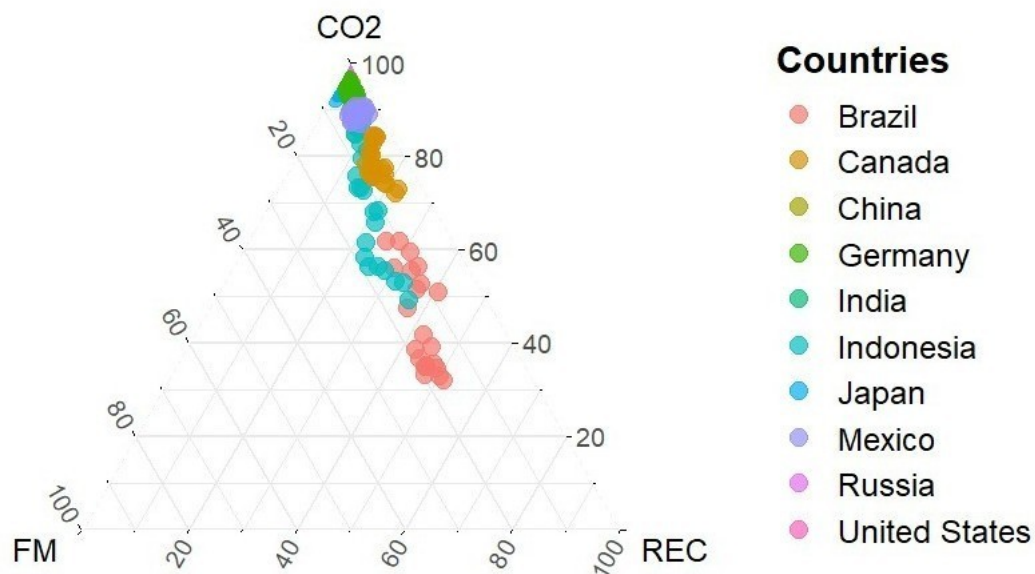 CO2
100
Countries
Brazil
20
80
Canada
China
40
60
Germany
India
60
40
Indonesia
Japan
80
20
Mexico
Russia
100
United States
FM
REC
20
40
60
80
100